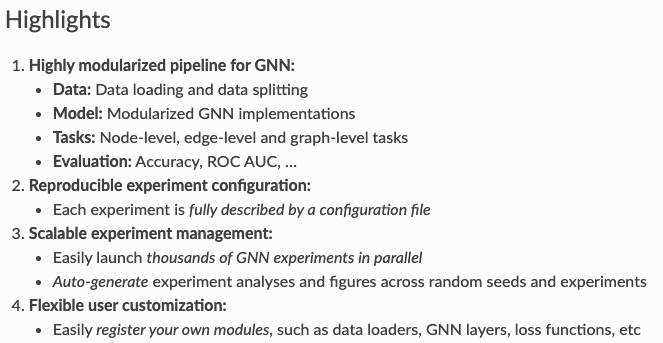 Highlights
1. Highly modularized pipeline for GNN:
• Data: Data loading and data splitting
• Model: Modularized GNN implementations
• Tasks: Node-level, edge-level and graph-level tasks
• Evaluation: Accuracy, ROC AUC, ...
2. Reproducible experiment configuration:
• Each experiment is fully described by a configuration file
3. Scalable experiment management:
• Easily launch thousands of GNN experiments in parallel
• Auto-generate experiment analyses and figures across random seeds and experiments
4. Flexible user customization:
• Easily register your own modules, such as data loaders, GNN layers, loss functions, etc